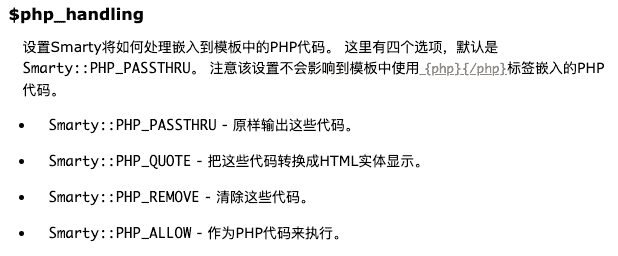 $php_handling
设置Smarty将如何处理嵌入到模板中的PHP代码。 这里有四个选项，默认是
Smarty::PHP_PASSTHRU。 注意该设置不会影响到模板中使用 {php}{/php}标签嵌入的PHP
代码。
• Smarty::PHP_PASSTHRU - 原样输出这些代码。
• Smarty::PHP_QUOTE - 把这些代码转换成HTML实体显示。
• Smarty::PHP_REMOVE - 清除这些代码。
• Smarty::PHP_ALLOW - 作为PHP代码来执行。